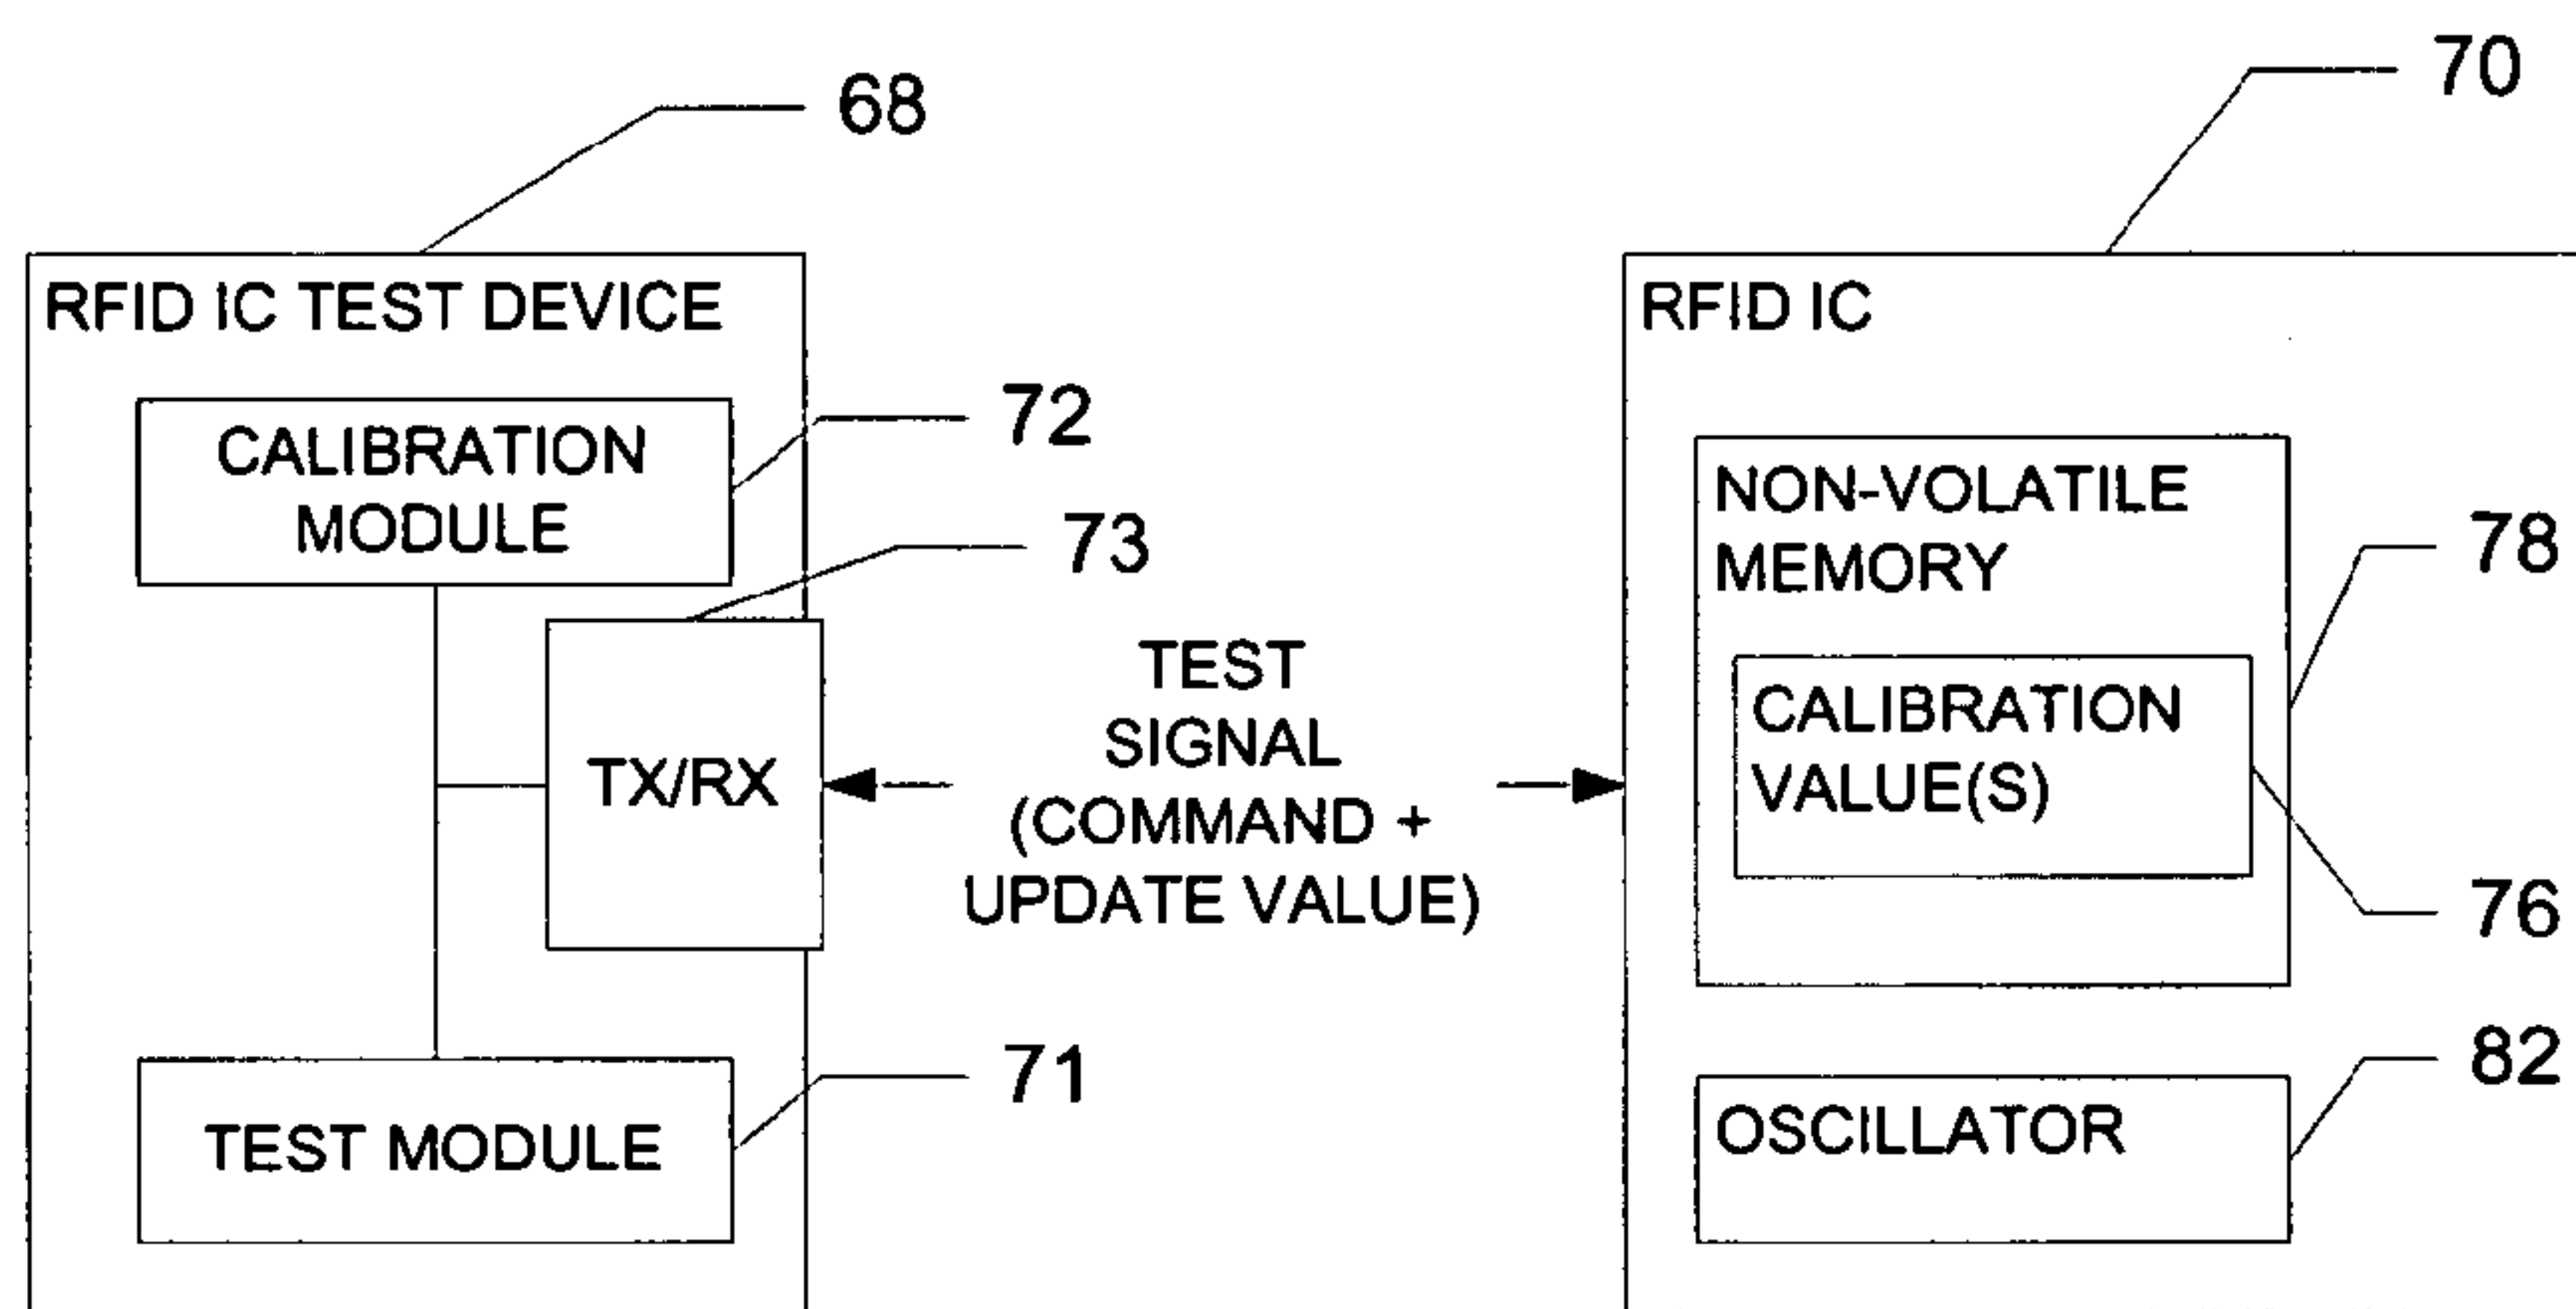 68
70
RFID IC TEST DEVICE
CALIBRATION
MODULE
72
73
TX/RX
TEST MODULE
71
TEST
SIGNAL
(COMMAND +
UPDATE VALUE)
RFID IC
NON-VOLATILE
MEMORY
78
CALIBRATION
VALUE(S)
76
OSCILLATOR
82